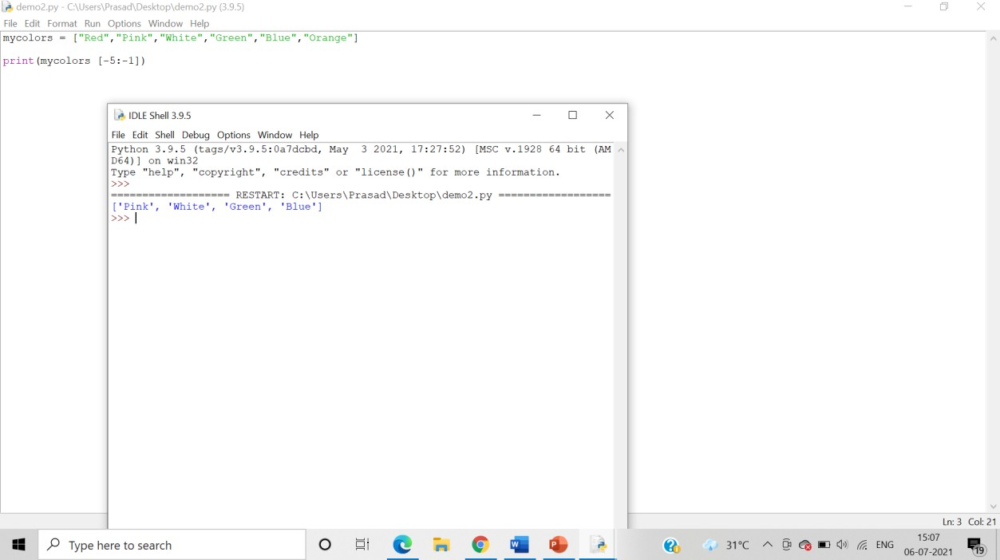 demo2.py - C:\Users\Prasad\Desktop\demo2.py (3.9.5)
File Edit Format Run Options Window Help
mycolors = ["Red","Pink","White","Green","Blue","Orange"]
print(mycolors [-5:-1])
IDLE Shell 3.9.5
File Edit Shell Debug Options Window Help
Python 3.9.5 (tags/v3.9.5:0a7dcbd, May  3 2021, 17:27:52) [MSC v.1928 64 bit (AM
D64)] on win32
Type "help", "copyright", "credits" or "license()" for more information.
>>>
=================== RESTART: C:\Users\Prasad\Desktop\demo2.py ==================
['Pink', 'White', 'Green', 'Blue']
>>>
Ln: 3 Col: 21
Type here to search
31°C
ENG
15:07
06-07-2021
19